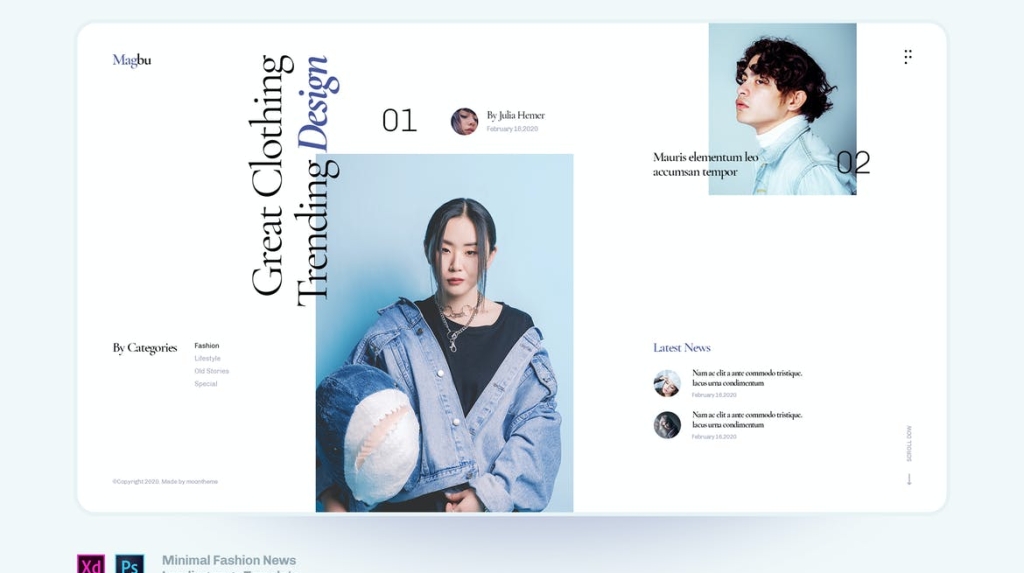 Magbu
Great Clothing
Trending Design
01
By Julia Hemer
February 18,2020
Mauris elementum leo
accumsan tempor
02
By Categories
Fashion
Lifestyle
Old Stories
Special
Latest News
Nam ac elit a ante commodo tristique.
lacus urna condimentum
February 18,2020
Nam ac elit a ante commodo tristique.
lacus urna condimentum
February 18,2020
©Copyright 2020. Made by moontheme
Xd
Ps
Minimal Fashion News